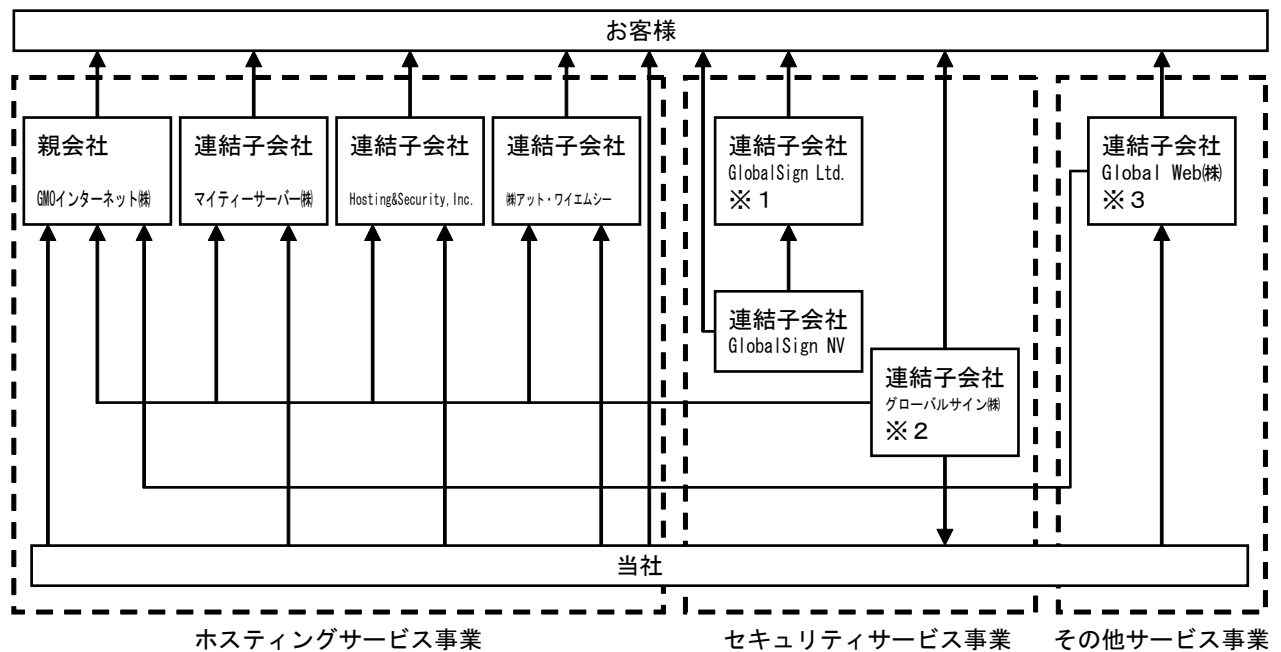 お客様
親会社
GMOインターネット㈱
連結子会社
マイティーサーバー㈱
連結子会社
Hosting&Security,Inc.
連結子会社
㈱アット・ワイエムシー
連結子会社
GlobalSign Ltd.
※１
連結子会社
GlobalSign NV
連結子会社
グローバルサイン㈱
※２
連結子会社
Global Web㈱
※３
当社
ホスティングサービス事業
セキュリティサービス事業
その他サービス事業